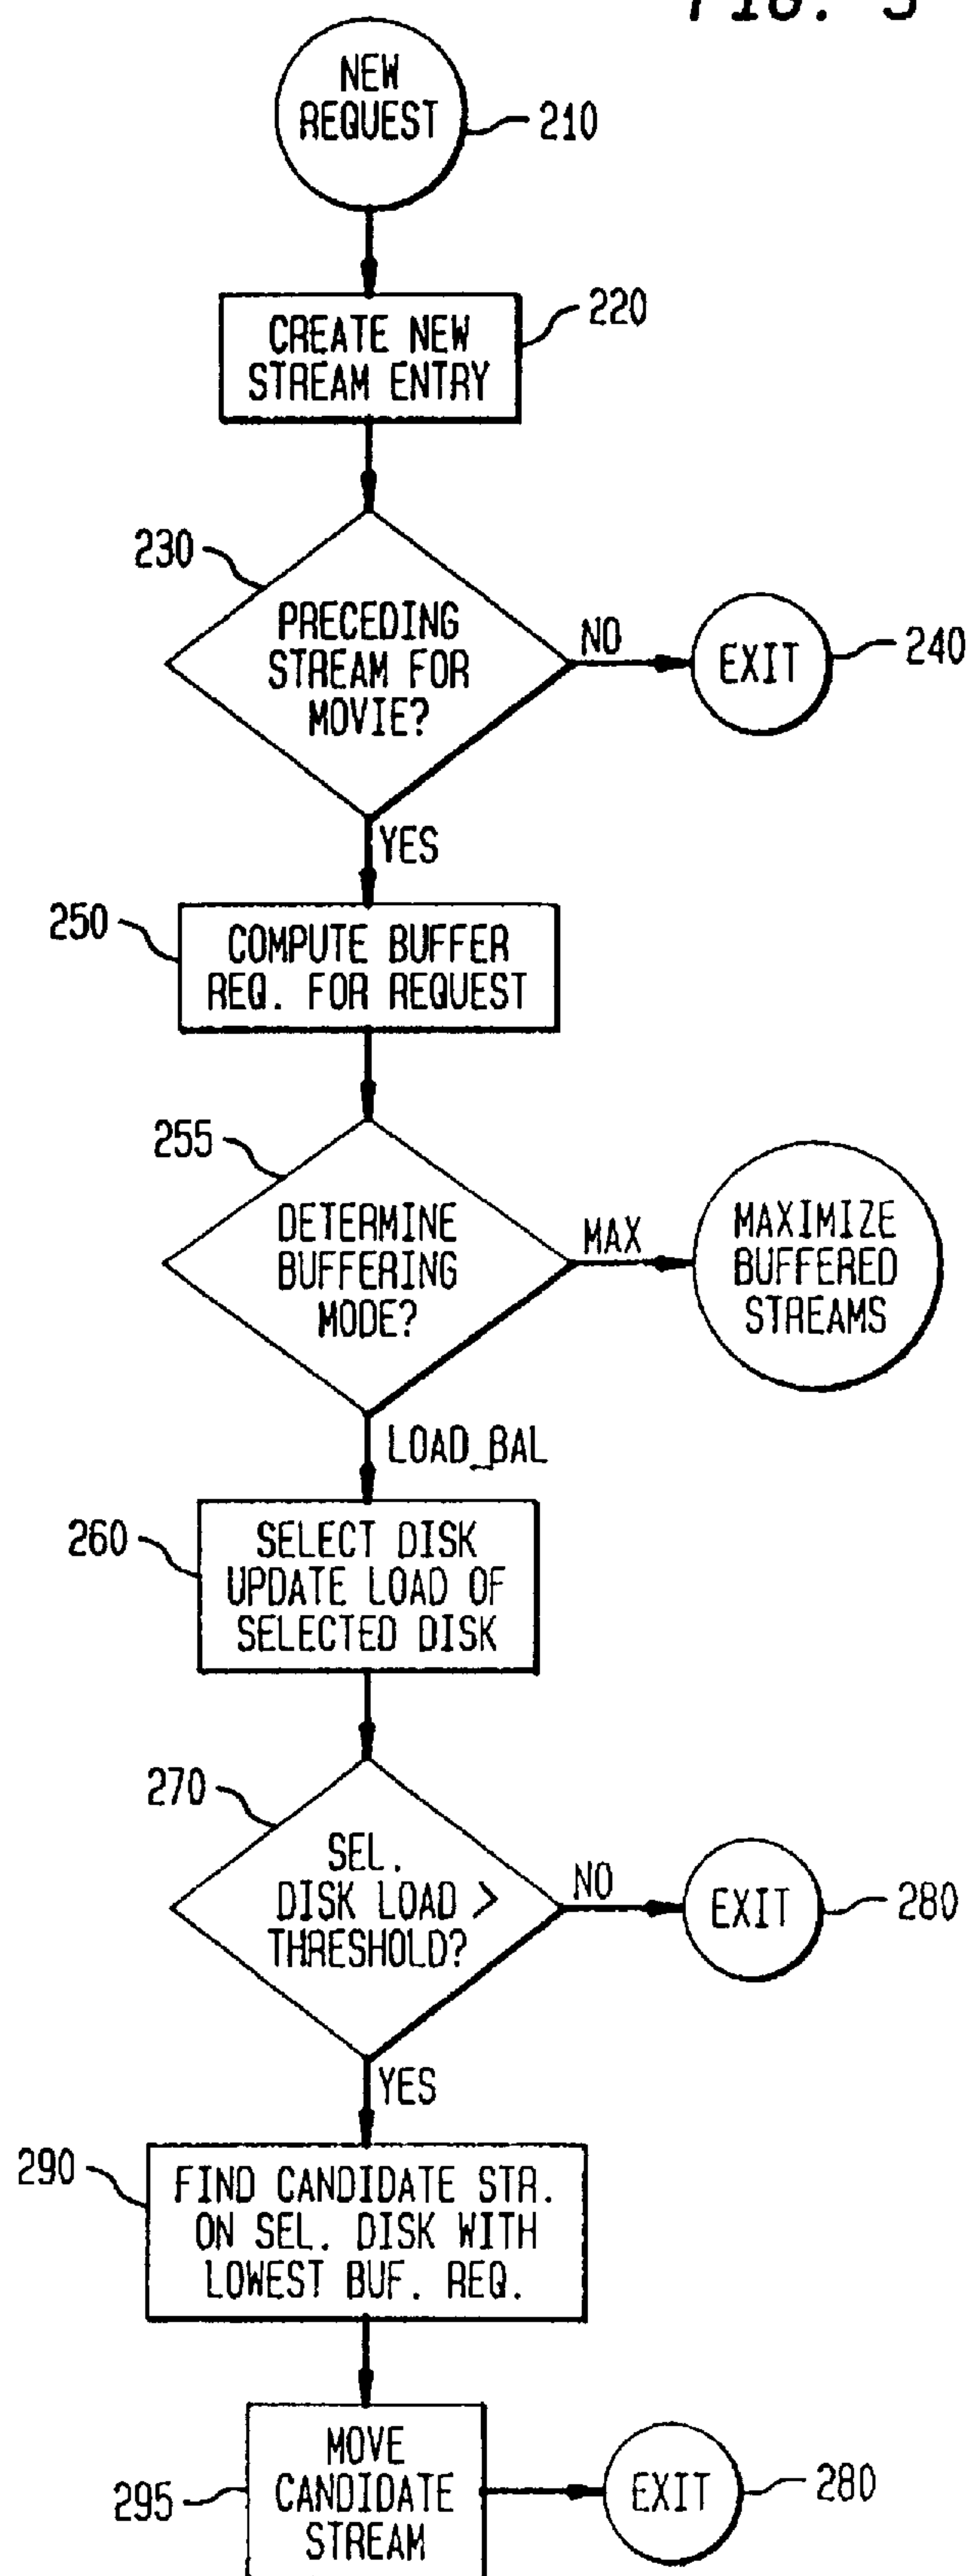 NEW
REQUEST
210
CREATE NEW
STREAM ENTRY
220
230
PRECEDING
STREAM FOR
MOVIE?
NO
EXIT
240
YES
250
COMPUTE BUFFER
REQ. FOR REQUEST
255
DETERMINE
BUFFERING
MODE?
MAX
MAXIMIZE
BUFFERED
STREAMS
LOAD_BAL
260
SELECT DISK
UPDATE LOAD OF
SELECTED DISK
270
SEL.
DISK LOAD >
THRESHOLD?
NO
EXIT
280
YES
290
FIND CANDIDATE STR.
ON SEL. DISK WITH
LOWEST BUF. REQ.
295
MOVE
CANDIDATE
STREAM
EXIT
280